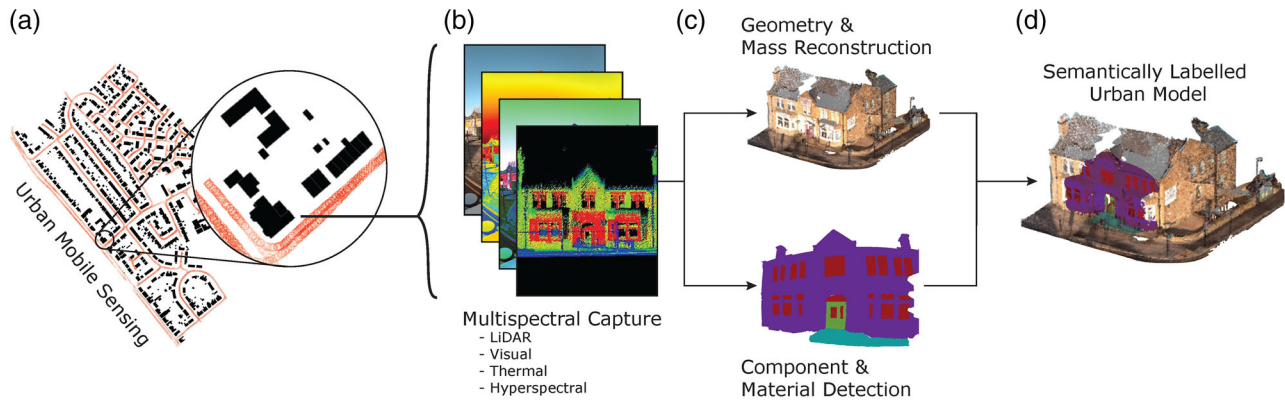 (a)
Urban Mobile Sensing
(b)
Multispectral Capture
- LiDAR
- Visual
- Thermal
- Hyperspectral
(c)
Geometry &
Mass Reconstruction
Component &
Material Detection
(d)
Semantically Labelled
Urban Model